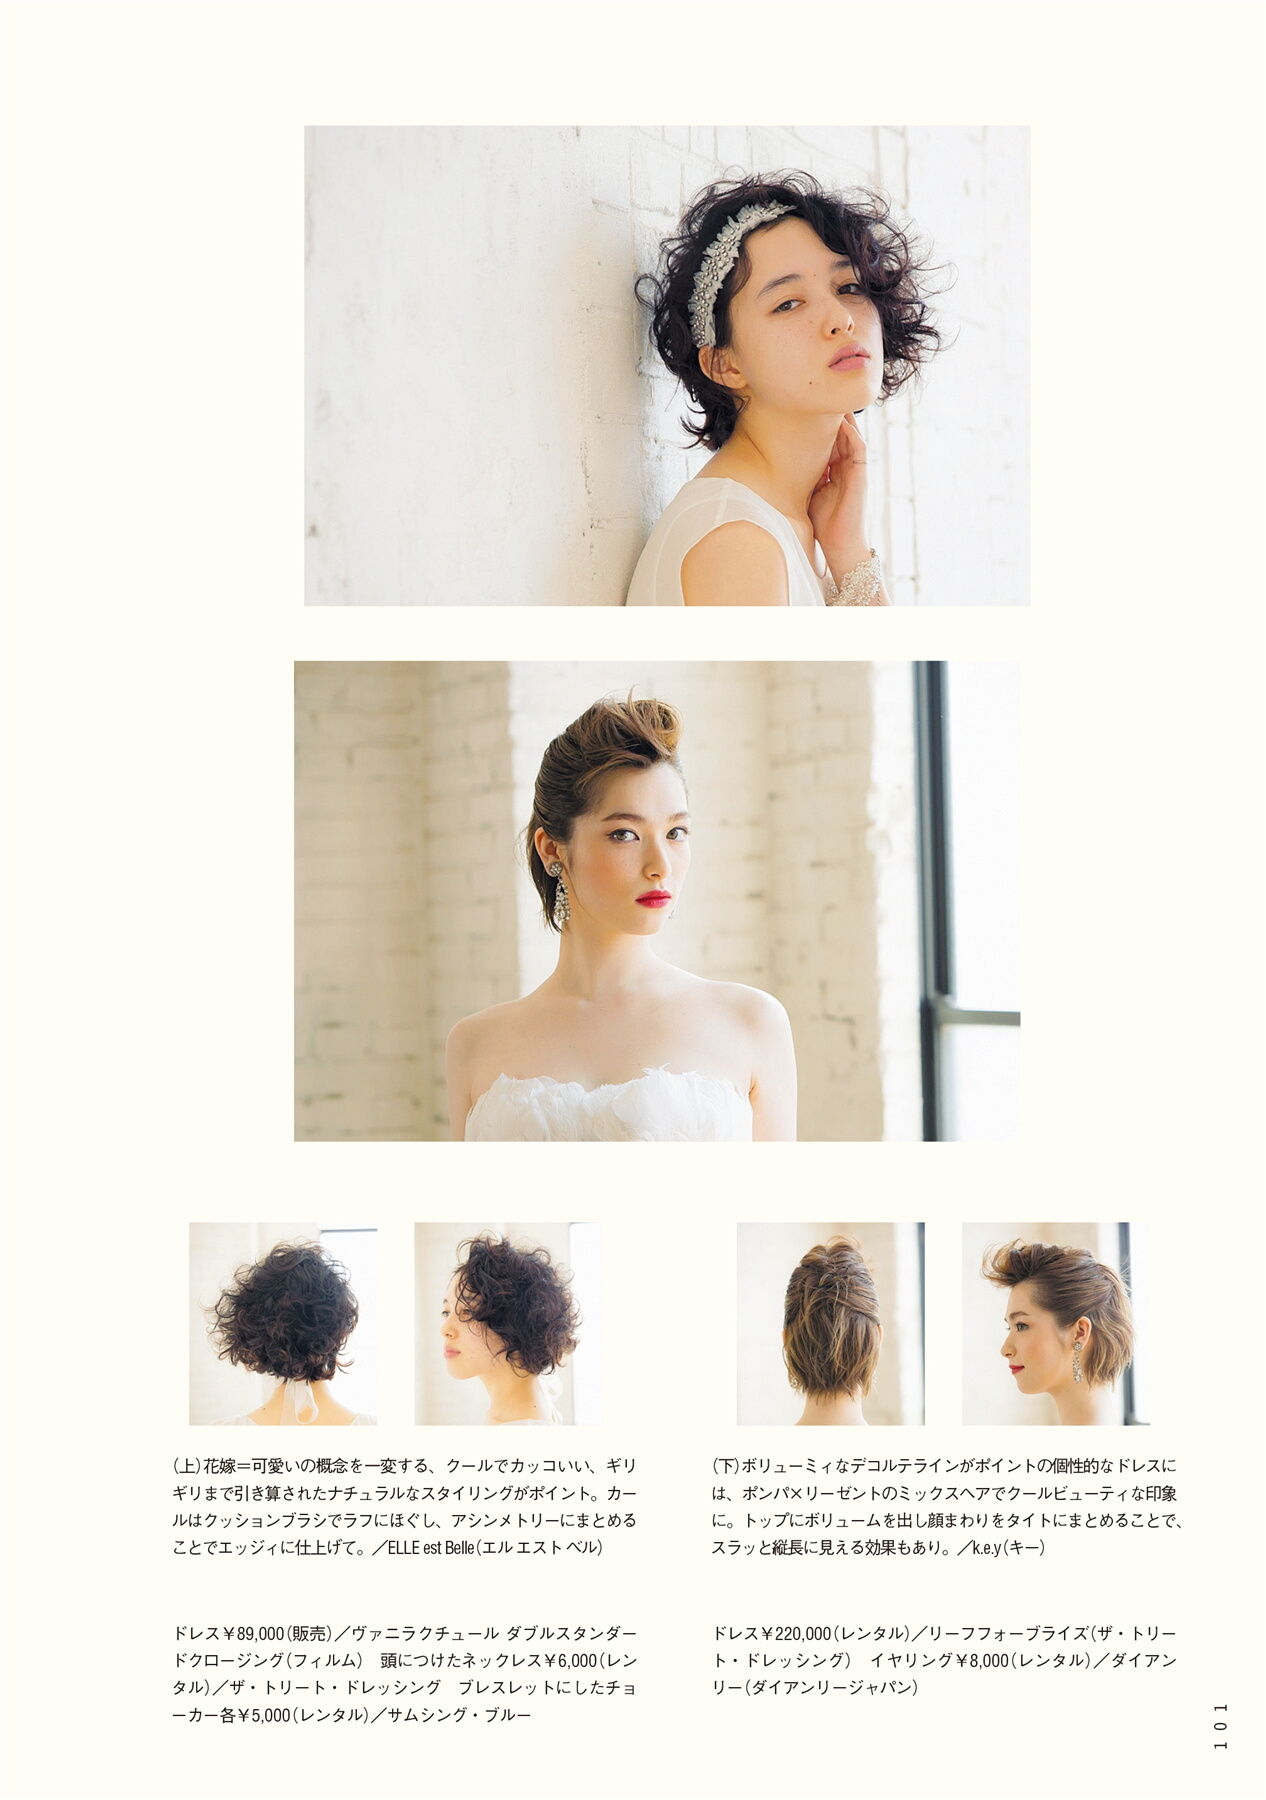 (上)花嫁＝可愛いの概念を一変する、クールでカッコいい、ギリ
ギリまで引き算されたナチュラルなスタイリングがポイント。カー
ルはクッションブラシでラフにほぐし、アシンメトリーにまとめる
ことでエッジィに仕上げて。／ELLE est Belle(エル エスト ベル)
ドレス￥89,000(販売)／ヴァニラクチュール ダブルスタンダー
ドクロージング(フィルム)　頭につけたネックレス￥6,000(レン
タル)／ザ・トリート・ドレッシング　ブレスレットにしたチョ
ーカー各￥5,000(レンタル)／サムシング・ブルー
(下)ボリューミィなデコルテラインがポイントの個性的なドレスに
は、ポンパ×リーゼントのミックスヘアでクールビューティな印象
に。トップにボリュームを出し顔まわりをタイトにまとめることで、
スラッと縦長に見える効果もあり。／k.e.y(キー)
ドレス￥220,000(レンタル)／リーフフォーブライズ(ザ・トリー
ト・ドレッシング)　イヤリング￥8,000(レンタル)／ダイアン
リー(ダイアンリージャパン)
101